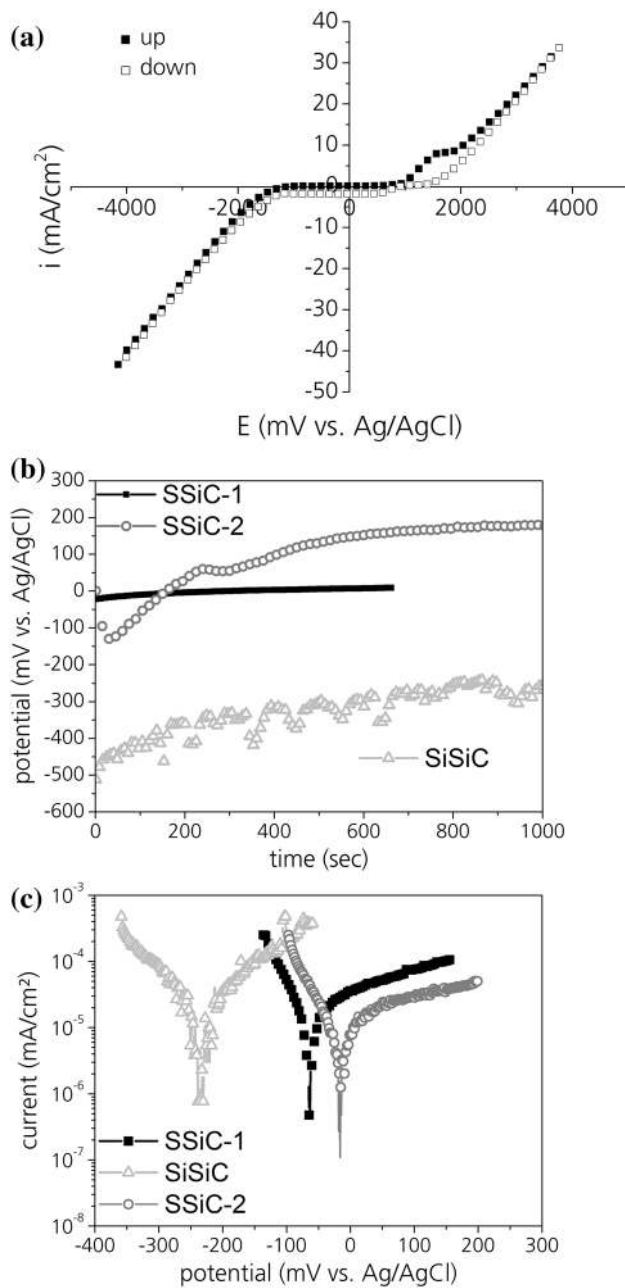 (a)
up
down
40
30
20
10
-4000 -2000 0 2000 4000
-10
-20
-30
-40
-50
i (mA/cm²)
E (mV vs. Ag/AgCl)
(b)
300
200
100
0
-100
-200
-300
-400
-500
-600
SSiC-1
SSiC-2
SiSiC
potential (mV vs. Ag/AgCl)
0 200 400 600 800 1000
time (sec)
(c)
10⁻³
10⁻⁴
10⁻⁵
10⁻⁶
10⁻⁷
10⁻⁸
current (mA/cm²)
SSiC-1
SiSiC
SSiC-2
-400 -300 -200 -100 0 100 200 300
potential (mV vs. Ag/AgCl)